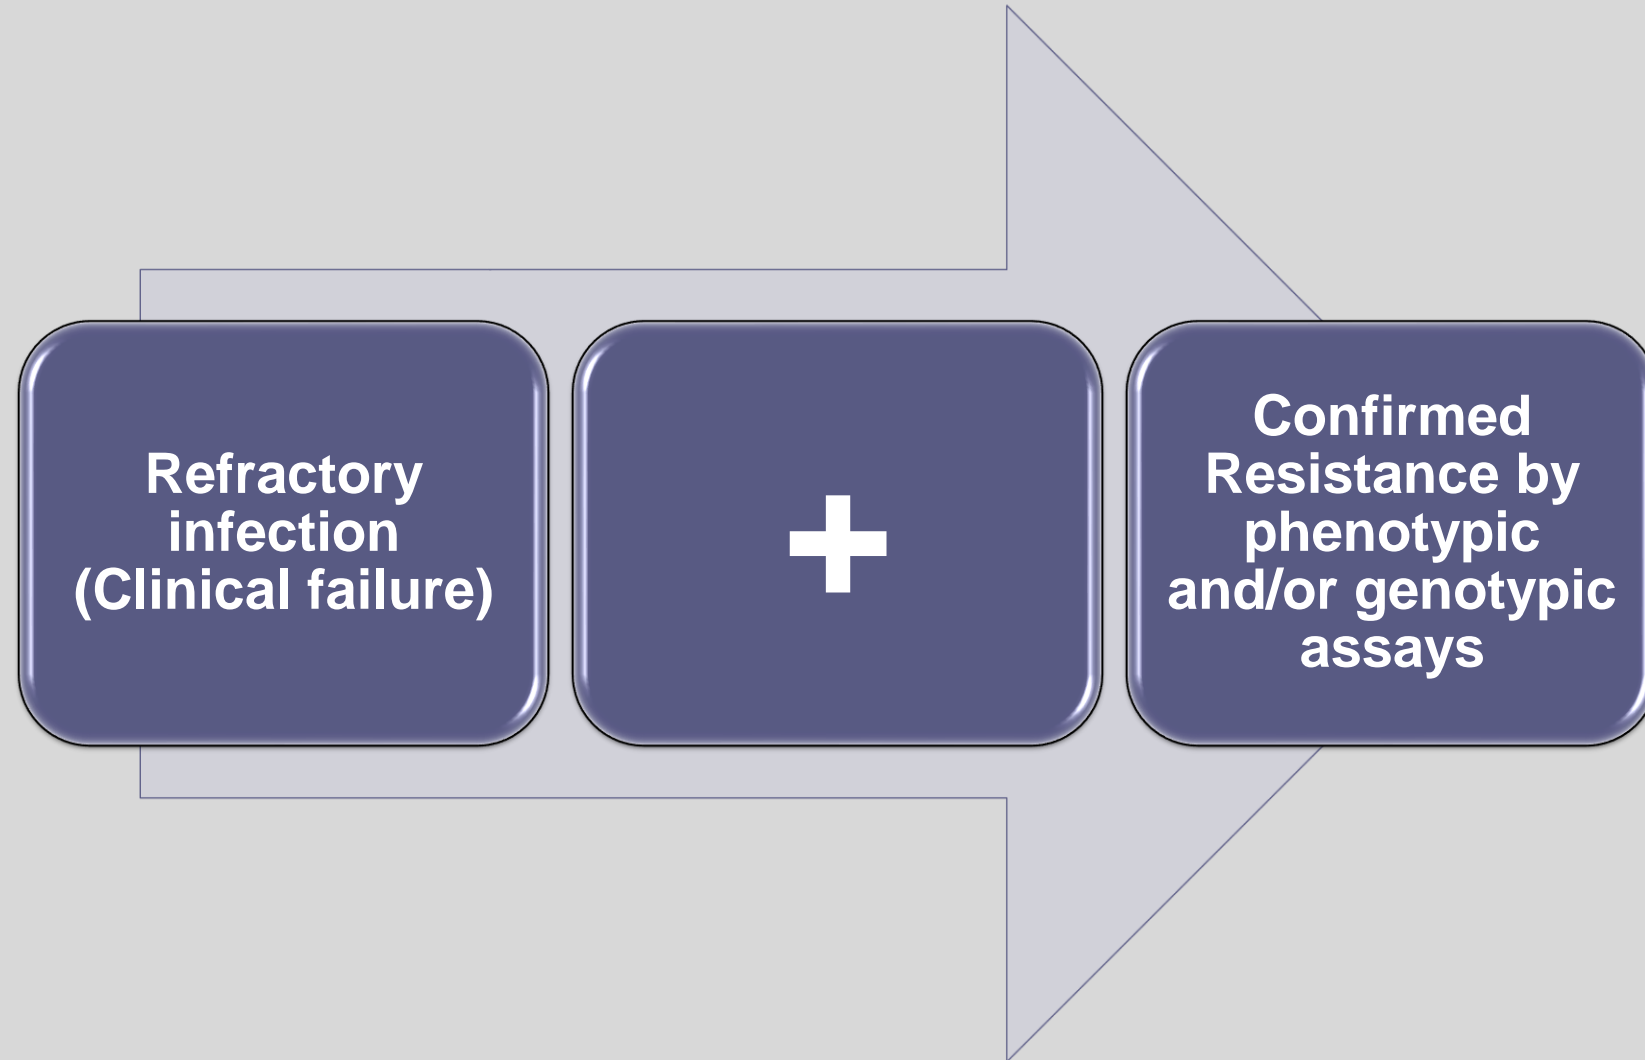 Refractory
infection
(Clinical failure)
+
Confirmed
Resistance by
phenotypic
and/or genotypic
assays